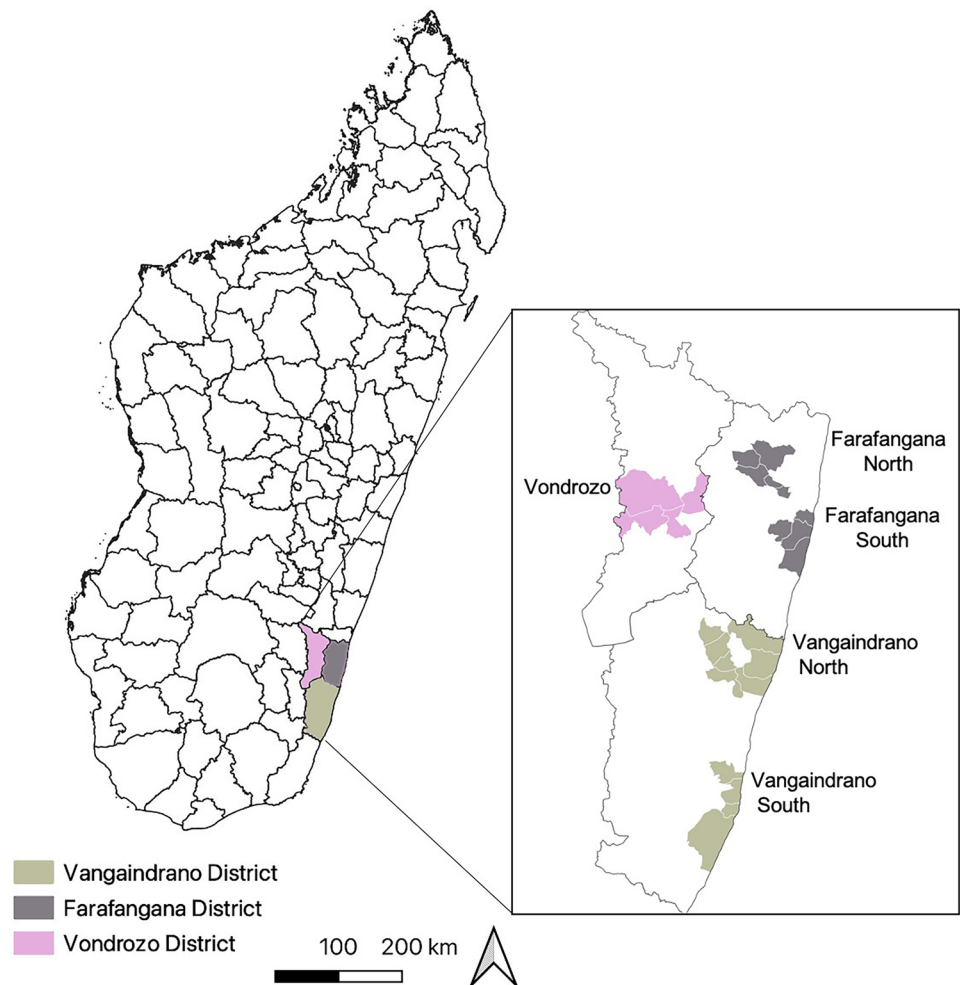 Farafangana
North
Vondrozo
Farafangana
South
Vangaindrano
North
Vangaindrano
South
Vangaindrano District
Farafangana District
Vondrozo District
100 200 km